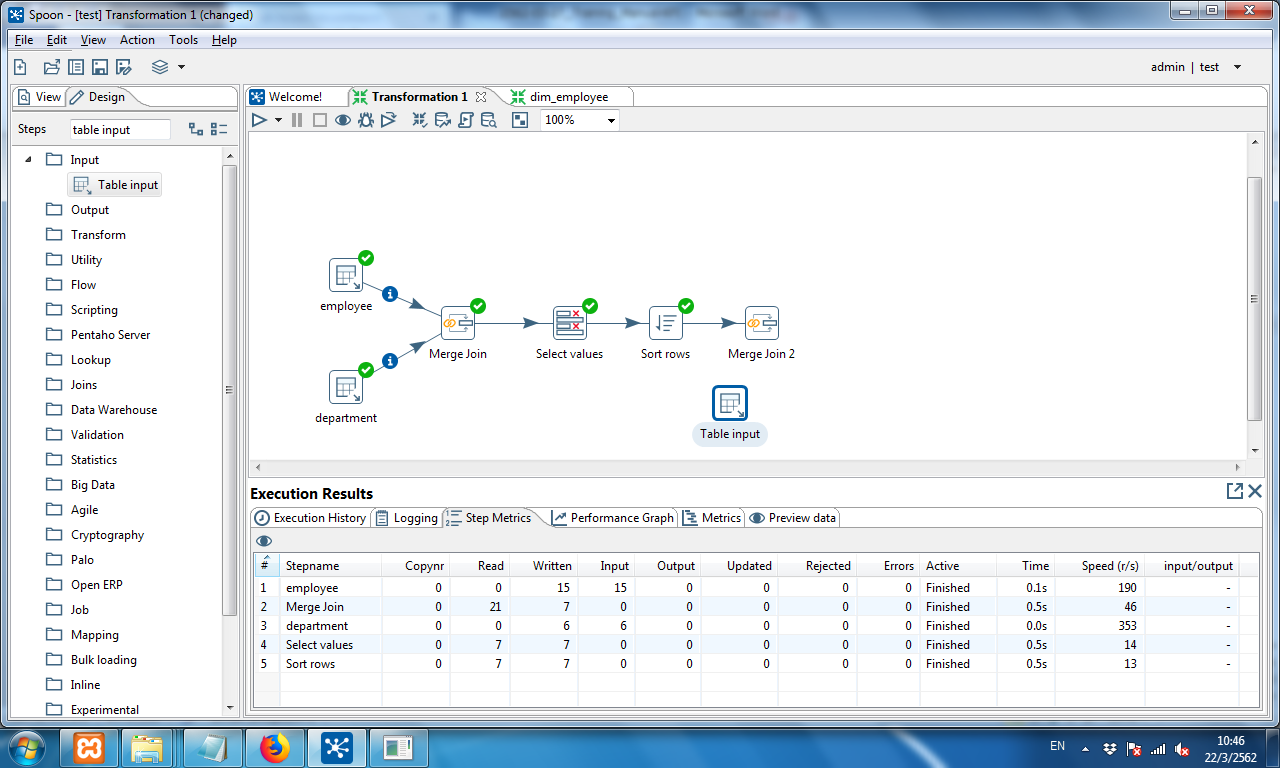 Spoon - [test] Transformation 1 (changed)
File Edit View Action Tools Help
admin | test
View Design
Welcome! Transformation 1 dim_employee
Steps table input
100%
Input
Table input
Output
Transform
Utility
Flow
Scripting
Pentaho Server
Lookup
Joins
Data Warehouse
Validation
Statistics
Big Data
Agile
Cryptography
Palo
Open ERP
Job
Mapping
Bulk loading
Inline
Experimental
employee
Merge Join
Select values
Sort rows
Merge Join 2
department
Table input
Execution Results
Execution History Logging Step Metrics Performance Graph Metrics Preview data
# Stepname Copynr Read Written Input Output Updated Rejected Errors Active Time Speed (r/s) input/output
1 employee 0 0 15 15 0 0 0 0 Finished 0.1s 190 -
2 Merge Join 0 21 7 0 0 0 0 0 Finished 0.5s 46 -
3 department 0 0 6 6 0 0 0 0 Finished 0.0s 353 -
4 Select values 0 7 7 0 0 0 0 0 Finished 0.5s 14 -
5 Sort rows 0 7 7 0 0 0 0 0 Finished 0.5s 13 -
EN
10:46
22/3/2562